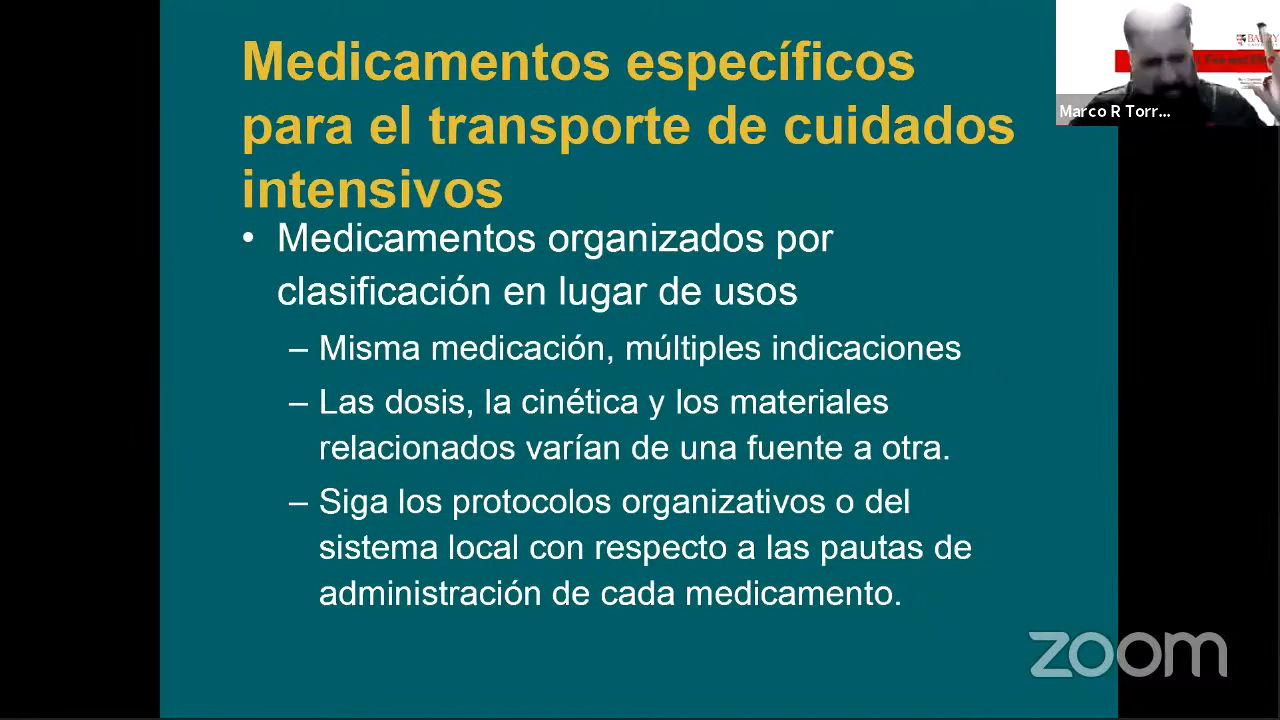 Medicamentos específicos
para el transporte de cuidados
intensivos
• Medicamentos organizados por
clasificación en lugar de usos
– Misma medicación, múltiples indicaciones
– Las dosis, la cinética y los materiales
relacionados varían de una fuente a otra.
– Siga los protocolos organizativos o del
sistema local con respecto a las pautas de
administración de cada medicamento.
Marco R Torr...
zoom